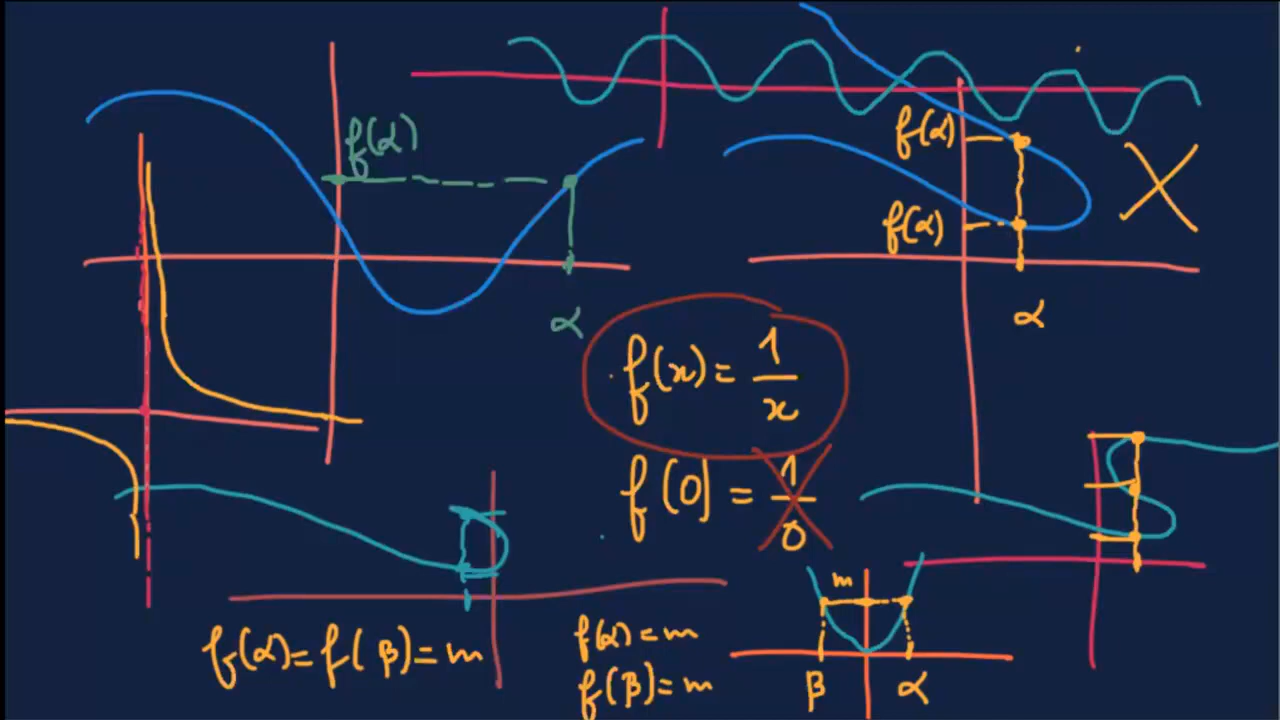 f(α)
α
f(α)
f(α)
α
f(x) = 1/x
f(0] = 1/0
f(α) = f(β) = m
f(α) = m
f(β) = m
m
β α